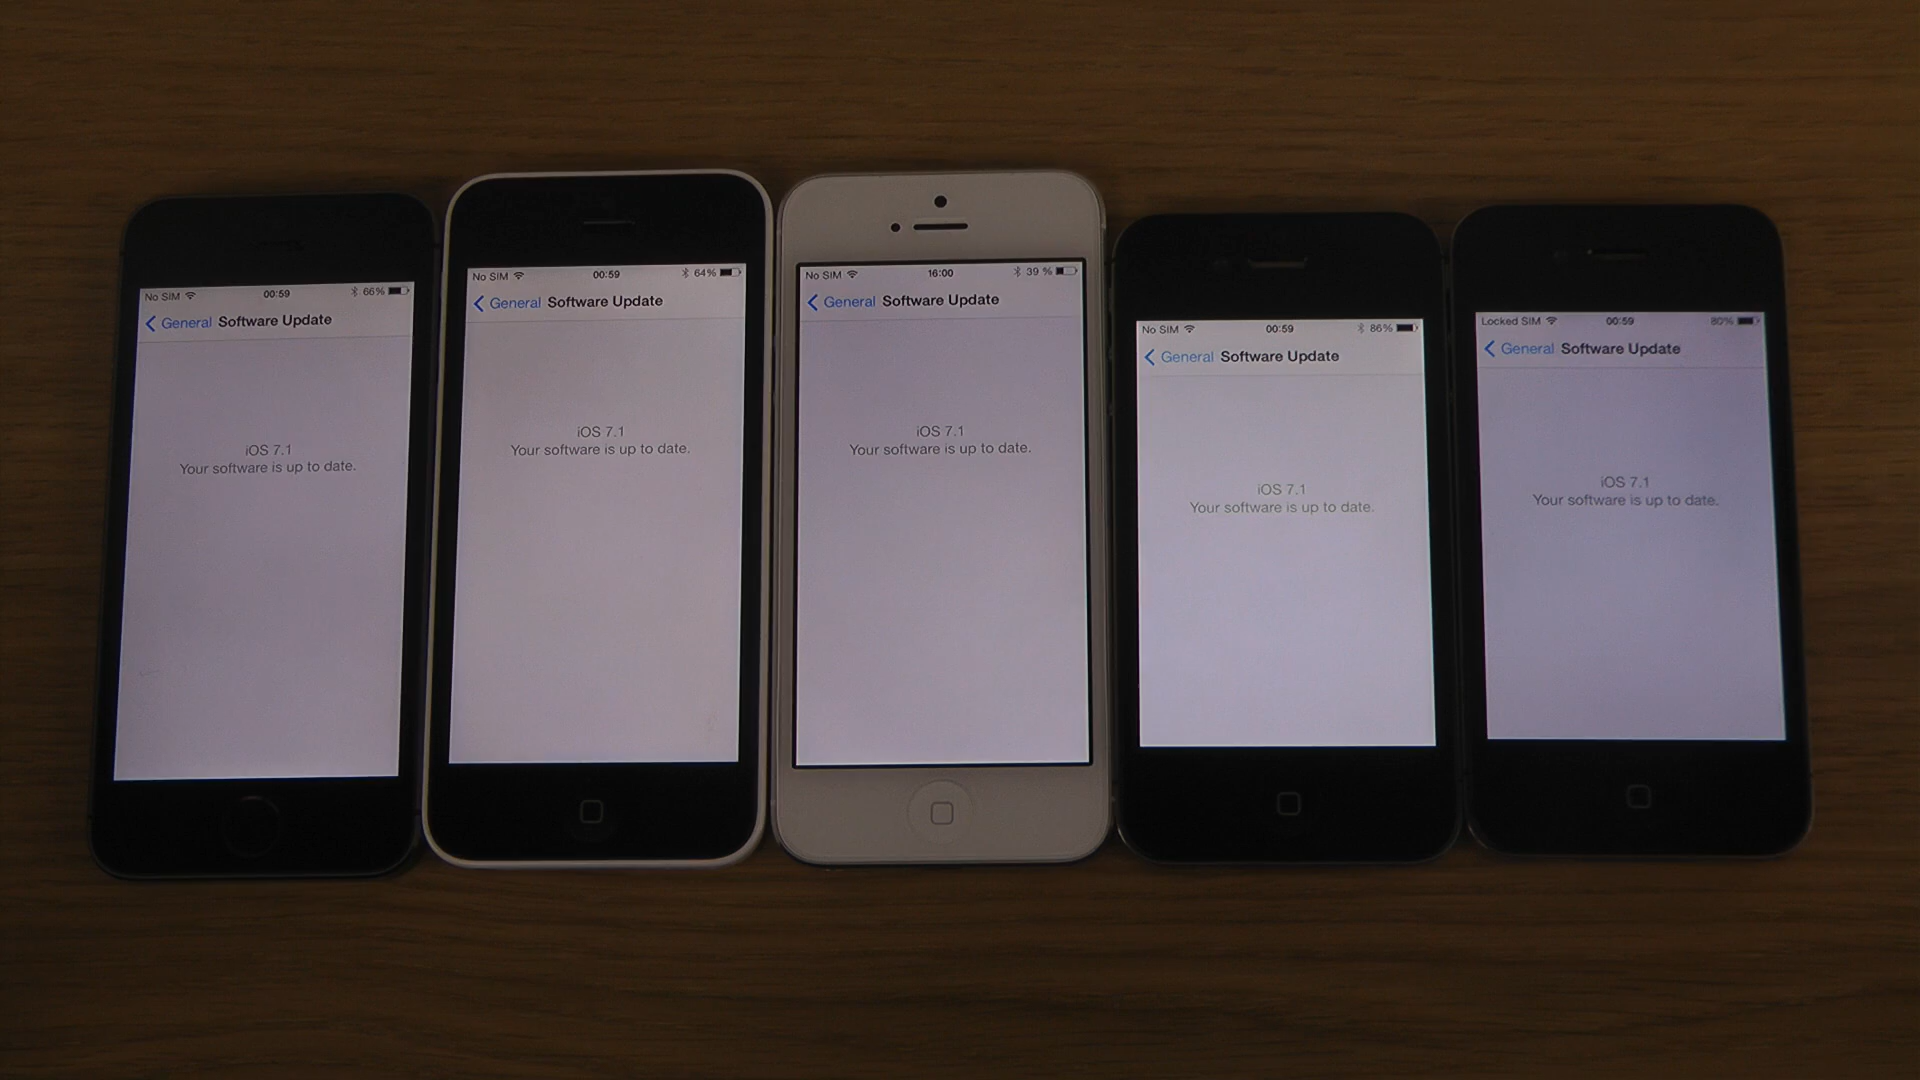 No SIM 00:59 66%
General Software Update
iOS 7.1
Your software is up to date.
No SIM 00:59 64%
General Software Update
iOS 7.1
Your software is up to date.
No SIM 16:00 39 %
General Software Update
iOS 7.1
Your software is up to date.
No SIM 00:59 86%
General Software Update
iOS 7.1
Your software is up to date.
Locked SIM 00:59 80%
General Software Update
iOS 7.1
Your software is up to date.